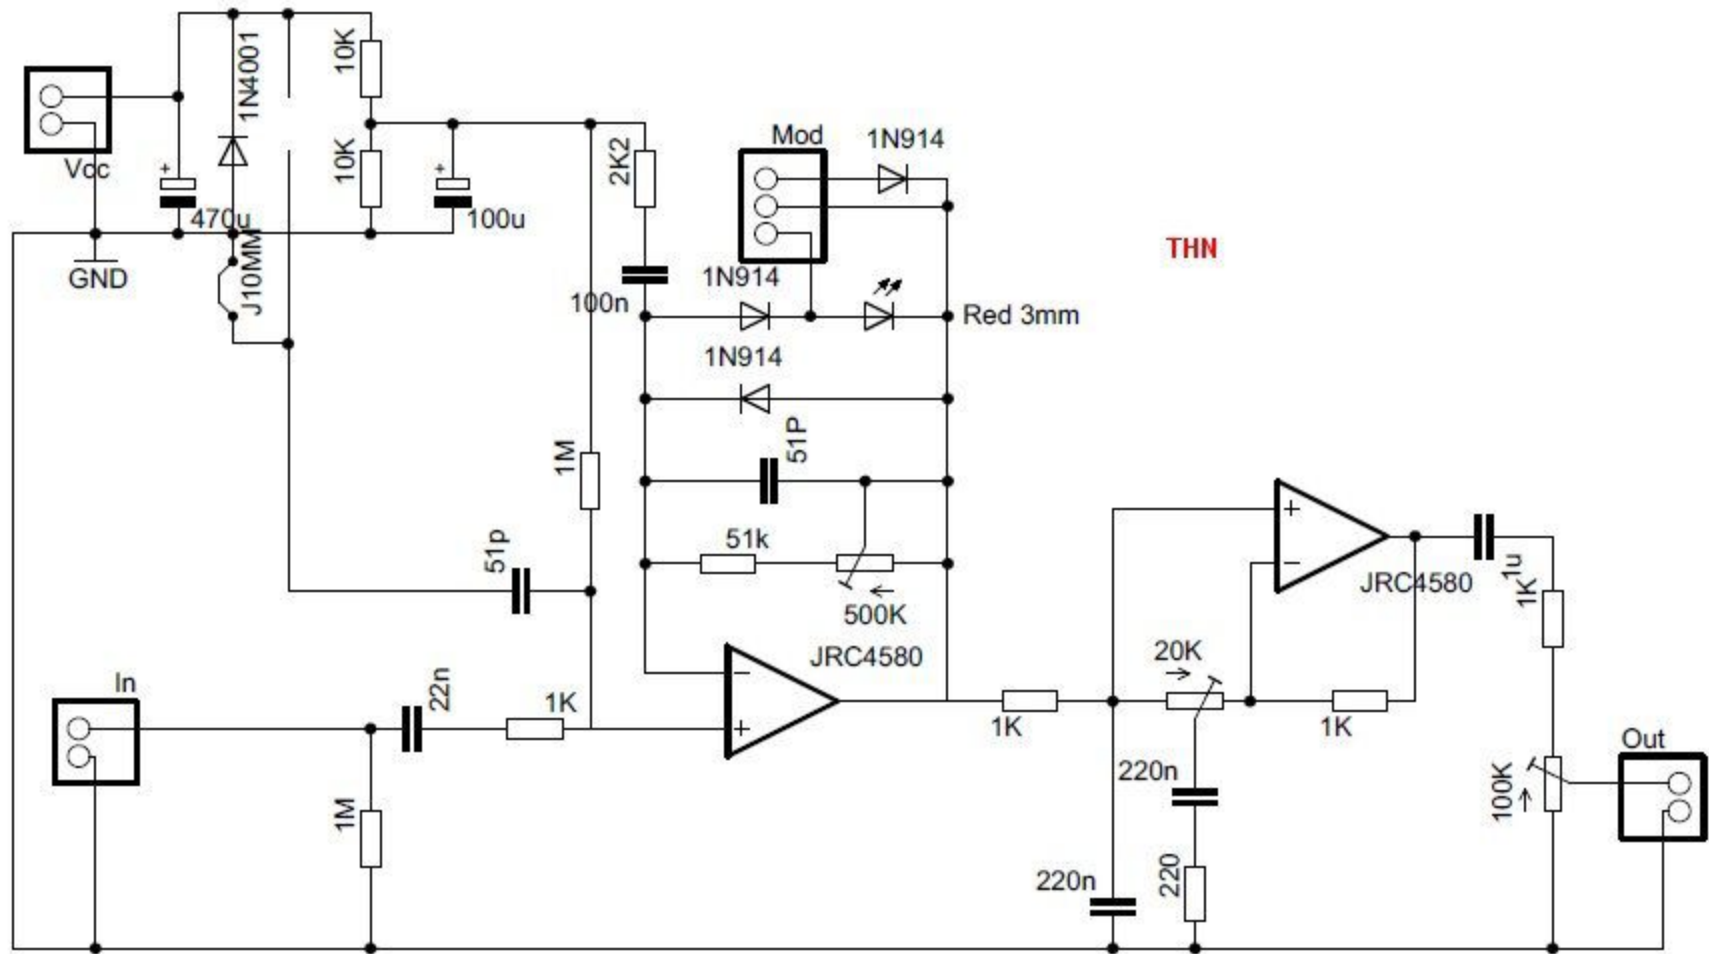 1N4001
10K
Vcc
+
470u
10K
+
100u
GND
J10MM
2K2
100n
Mod
1N914
1N914
Red 3mm
1N914
THN
51P
1M
51p
51k
500K
JRC4580
In
22n
1K
1M
−
+
1K
+
−
JRC4580
20K
1K
1u
1K
220n
220n
220
100K
Out